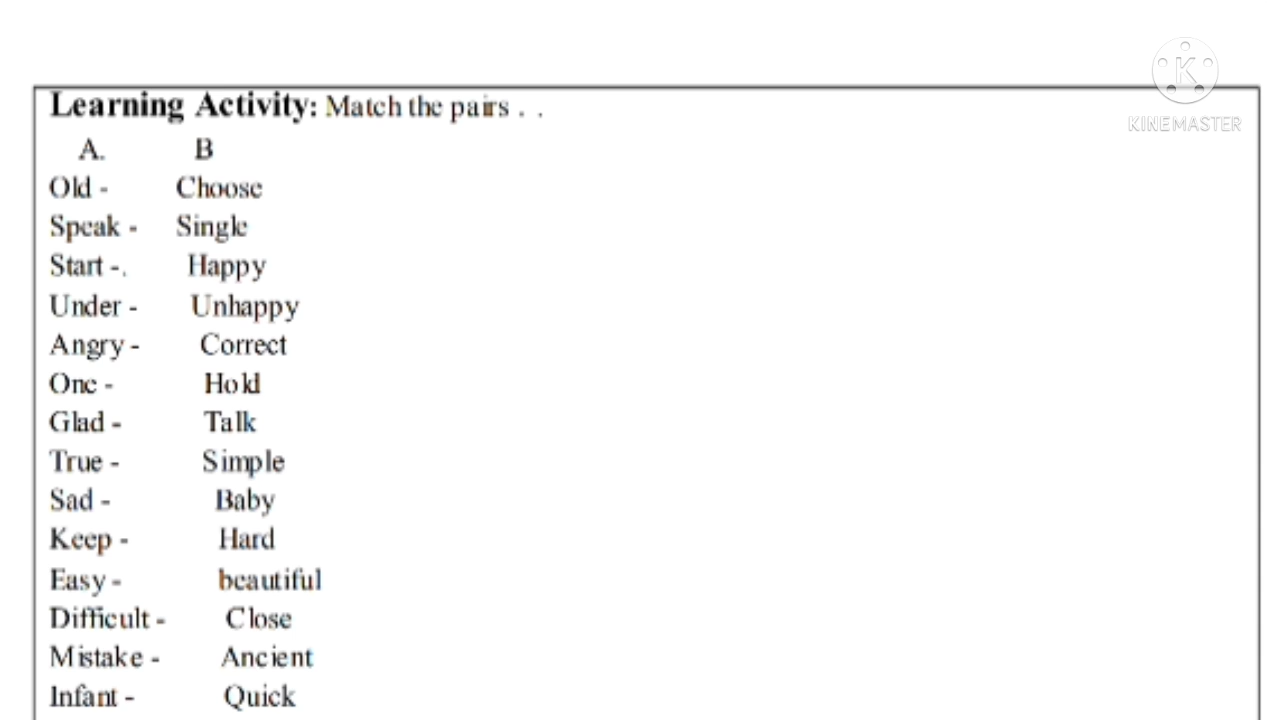 K
KINEMASTER
Learning Activity: Match the pairs . .
A. B
Old - Choose
Speak - Single
Start -. Happy
Under - Unhappy
Angry - Correct
One - Hold
Glad - Talk
True - Simple
Sad - Baby
Keep - Hard
Easy - beautiful
Difficult - Close
Mistake - Ancient
Infant - Quick